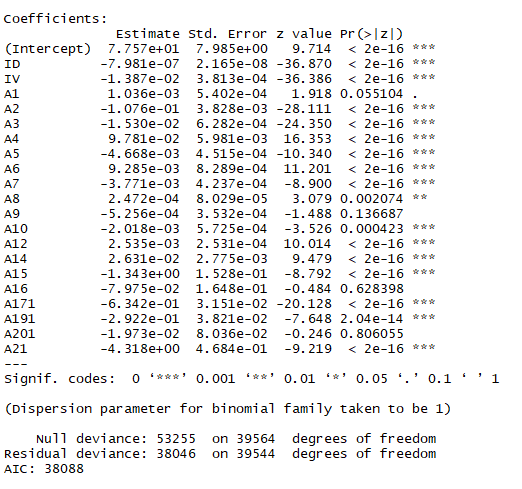 Coefficients:
              Estimate Std. Error z value Pr(>|z|)
(Intercept)  7.757e+01  7.985e+00   9.714  < 2e-16 ***
ID          -7.981e-07  2.165e-08 -36.870  < 2e-16 ***
IV          -1.387e-02  3.813e-04 -36.386  < 2e-16 ***
A1           1.036e-03  5.402e-04   1.918 0.055104 .
A2          -1.076e-01  3.828e-03 -28.111  < 2e-16 ***
A3          -1.530e-02  6.282e-04 -24.350  < 2e-16 ***
A4           9.781e-02  5.981e-03  16.353  < 2e-16 ***
A5          -4.668e-03  4.515e-04 -10.340  < 2e-16 ***
A6           9.285e-03  8.289e-04  11.201  < 2e-16 ***
A7          -3.771e-03  4.237e-04  -8.900  < 2e-16 ***
A8           2.472e-04  8.029e-05   3.079 0.002074 **
A9          -5.256e-04  3.532e-04  -1.488 0.136687
A10         -2.018e-03  5.725e-04  -3.526 0.000423 ***
A12          2.535e-03  2.531e-04  10.014  < 2e-16 ***
A14          2.631e-02  2.775e-03   9.479  < 2e-16 ***
A15         -1.343e+00  1.528e-01  -8.792  < 2e-16 ***
A16         -7.975e-02  1.648e-01  -0.484 0.628398
A171        -6.342e-01  3.151e-02 -20.128  < 2e-16 ***
A191        -2.922e-01  3.821e-02  -7.648 2.04e-14 ***
A201        -1.973e-02  8.036e-02  -0.246 0.806055
A21         -4.318e+00  4.684e-01  -9.219  < 2e-16 ***
---
Signif. codes:  0 ‘***’ 0.001 ‘**’ 0.01 ‘*’ 0.05 ‘.’ 0.1 ‘ ’ 1
(Dispersion parameter for binomial family taken to be 1)
    Null deviance: 53255  on 39564  degrees of freedom
Residual deviance: 38046  on 39544  degrees of freedom
AIC: 38088